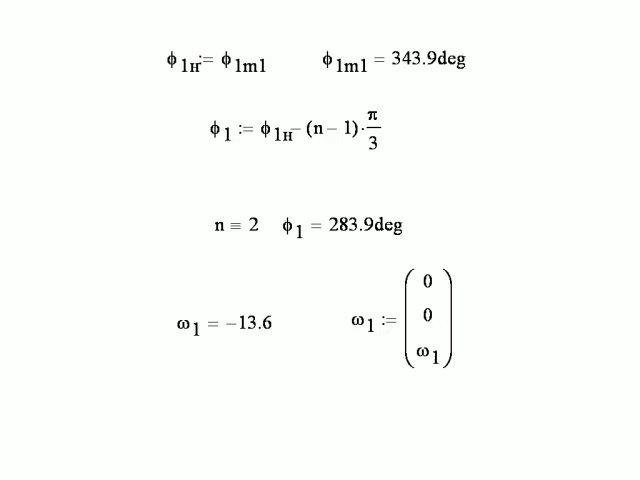 ϕ1н := ϕ1m1 ϕ1m1 = 343.9deg
ϕ1 := ϕ1н − (n − 1)·π/3
n ≡ 2 ϕ1 = 283.9deg
ω1 = −13.6 ω1 := (0 0 ω1)